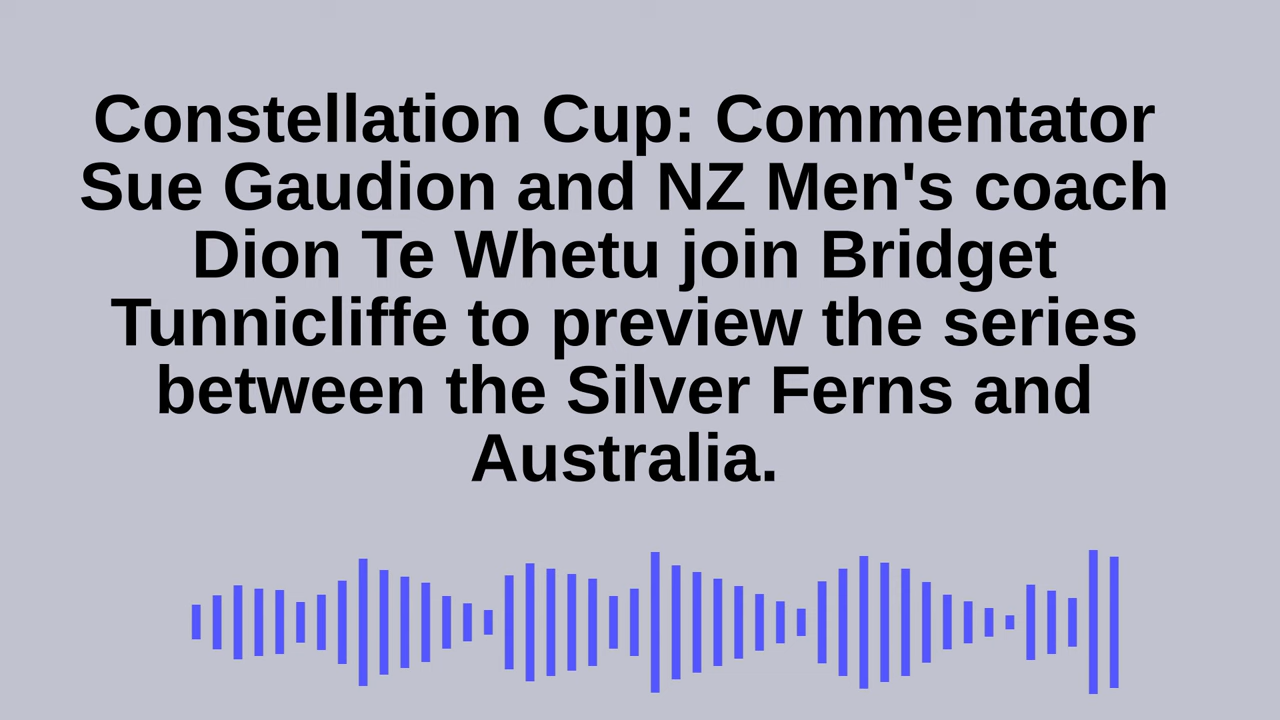 Constellation Cup: Commentator
Sue Gaudion and NZ Men's coach
Dion Te Whetu join Bridget
Tunnicliffe to preview the series
between the Silver Ferns and
Australia.